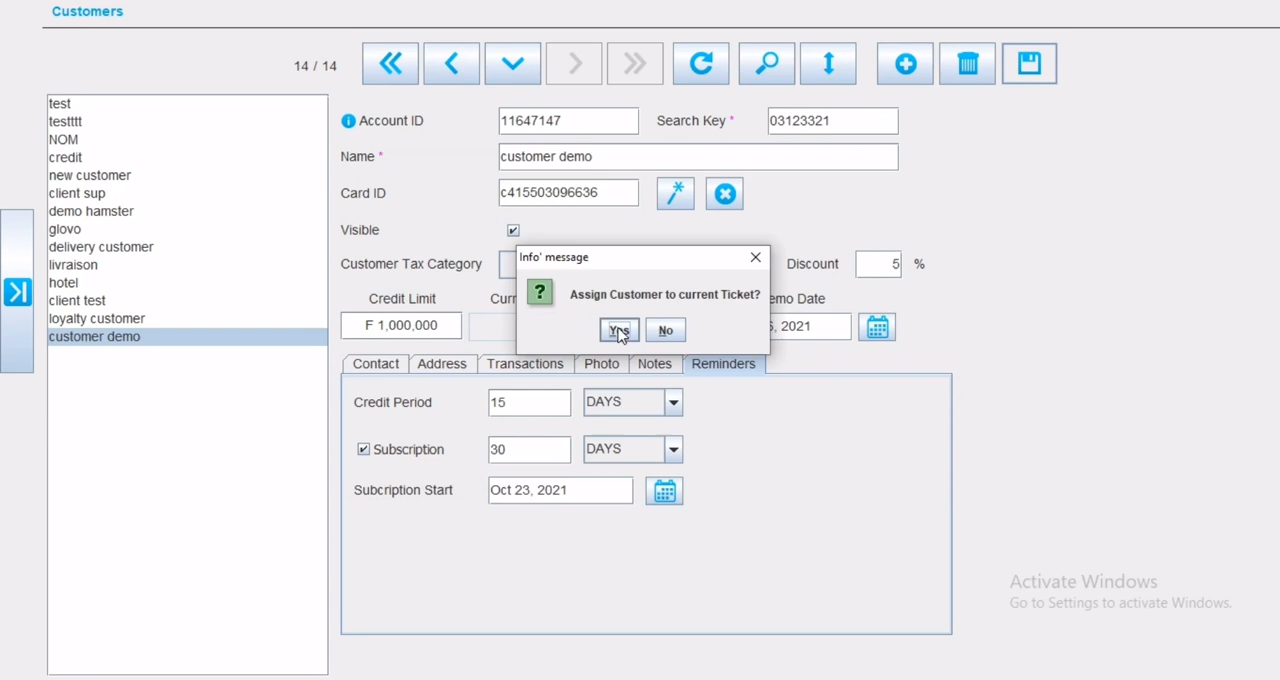 Customers
14 / 14
test
testttt
NOM
credit
new customer
client sup
demo hamster
glovo
delivery customer
livraison
hotel
client test
loyalty customer
customer demo
Account ID 11647147 Search Key * 03123321
Name * customer demo
Card ID c415503096636
Visible
Customer Tax Category Discount 5 %
Info' message
? Assign Customer to current Ticket?
Yes No
Credit Limit
F 1,000,000 , 2021
Contact Address Transactions Photo Notes Reminders
Credit Period 15 DAYS
Subscription 30 DAYS
Subcription Start Oct 23, 2021
Activate Windows
Go to Settings to activate Windows.